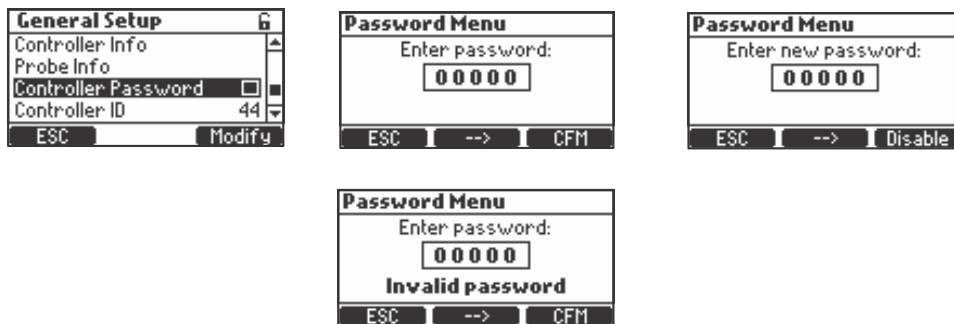 General Setup
Controller Info
Probe Info
Controller Password
Controller ID 44
ESC Modify
Password Menu
Enter password:
00000
ESC --> CFM
Password Menu
Enter new password:
00000
ESC --> Disable
Password Menu
Enter password:
00000
Invalid password
ESC --> CFM